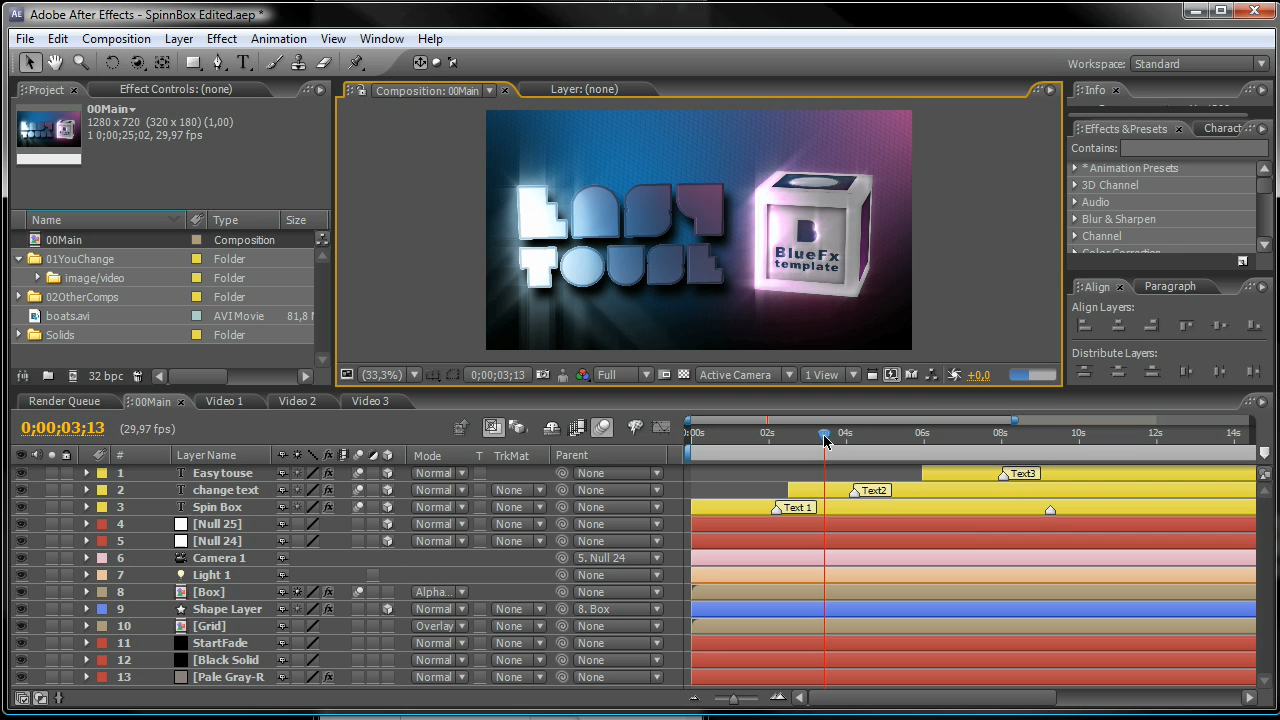 Adobe After Effects - SpinnBox Edited.aep *
File Edit Composition Layer Effect Animation View Window Help
Workspace: Standard
Project Effect Controls: (none)
Composition: 00Main Layer: (none)
Info
00Main
1280 x 720 (320 x 180) (1,00)
1 0;00;25;02, 29,97 fps
Effects & Presets Charact
Contains:
* Animation Presets
3D Channel
Audio
Blur & Sharpen
Channel
Color Correction
Name Type Size
00Main Composition
01YouChange Folder
image/video Folder
02OtherComps Folder
boats.avi AVI Movie 81,8
Solids Folder
32 bpc
EASY
TOUSE
B
BlueFx
template
Align Paragraph
Align Layers:
Distribute Layers:
(33,3%) 0;00;03;13 Full Active Camera 1 View +0,0
Render Queue 00Main Video 1 Video 2 Video 3
0;00;03;13 (29,97 fps)
:00s 02s 04s 06s 08s 10s 12s 14s
# Layer Name Mode T TrkMat Parent
1 T Easy touse Normal None Text3
2 T change text Normal None None Text2
3 T Spin Box Normal None None Text 1
4 [Null 25] Normal None None
5 [Null 24] Normal None None
6 Camera 1 5. Null 24
7 Light 1 None
8 [Box] Alpha... None
9 Shape Layer Normal None 8. Box
10 [Grid] Overlay None None
11 StartFade Normal None None
12 [Black Solid Normal None None
13 [Pale Gray-R Normal None None